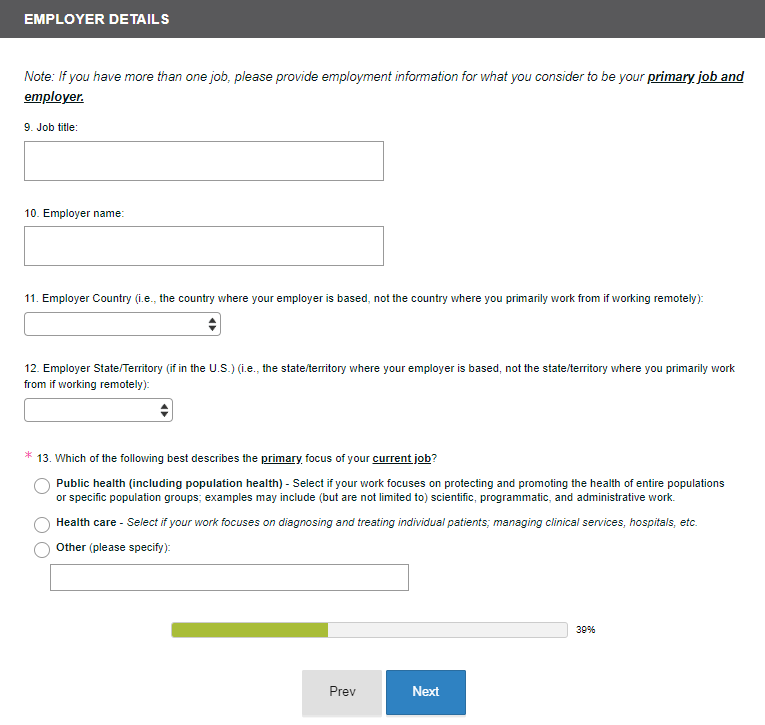 EMPLOYER DETAILS
Note: If you have more than one job, please provide employment information for what you consider to be your primary job and
employer.
9. Job title:
10. Employer name:
11. Employer Country (i.e., the country where your employer is based, not the country where you primarily work from if working remotely):
12. Employer State/Territory (if in the U.S.) (i.e., the state/territory where your employer is based, not the state/territory where you primarily work
from if working remotely):
* 13. Which of the following best describes the primary focus of your current job?
Public health (including population health) - Select if your work focuses on protecting and promoting the health of entire populations
or specific population groups; examples may include (but are not limited to) scientific, programmatic, and administrative work.
Health care - Select if your work focuses on diagnosing and treating individual patients; managing clinical services, hospitals, etc.
Other (please specify):
39%
Prev Next